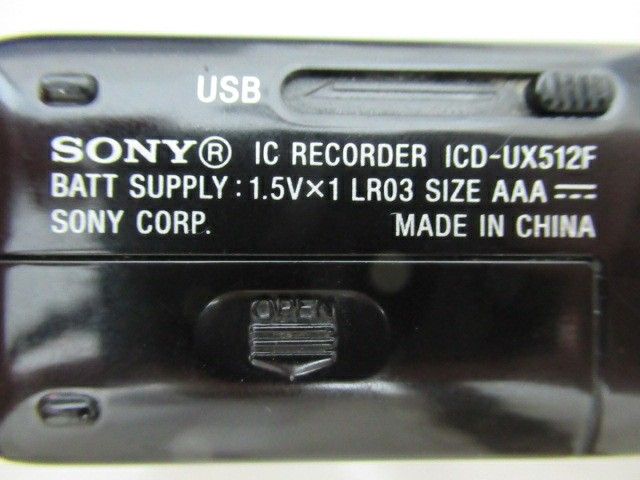 USB
SONY® IC RECORDER ICD-UX512F
BATT SUPPLY : 1.5V×1 LR03 SIZE AAA ⎓
SONY CORP. MADE IN CHINA
OPEN